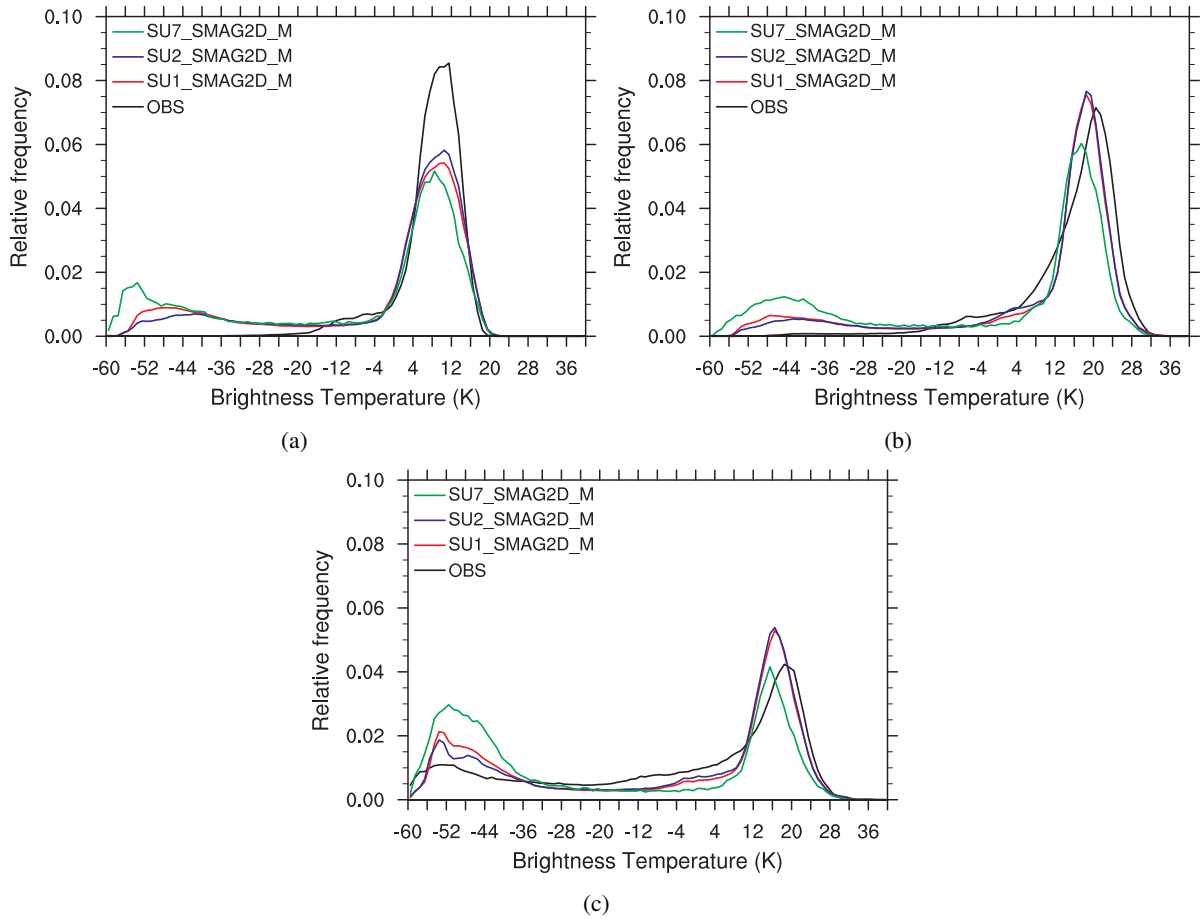 0.10
0.08
0.06
0.04
0.02
0.00
Relative frequency
SU7_SMAG2D_M
SU2_SMAG2D_M
SU1_SMAG2D_M
OBS
-60 -52 -44 -36 -28 -20 -12 -4 4 12 20 28 36
Brightness Temperature (K)
(a)
0.10
0.08
0.06
0.04
0.02
0.00
Relative frequency
SU7_SMAG2D_M
SU2_SMAG2D_M
SU1_SMAG2D_M
OBS
-60 -52 -44 -36 -28 -20 -12 -4 4 12 20 28 36
Brightness Temperature (K)
(b)
0.10
0.08
0.06
0.04
0.02
0.00
Relative frequency
SU7_SMAG2D_M
SU2_SMAG2D_M
SU1_SMAG2D_M
OBS
-60 -52 -44 -36 -28 -20 -12 -4 4 12 20 28 36
Brightness Temperature (K)
(c)